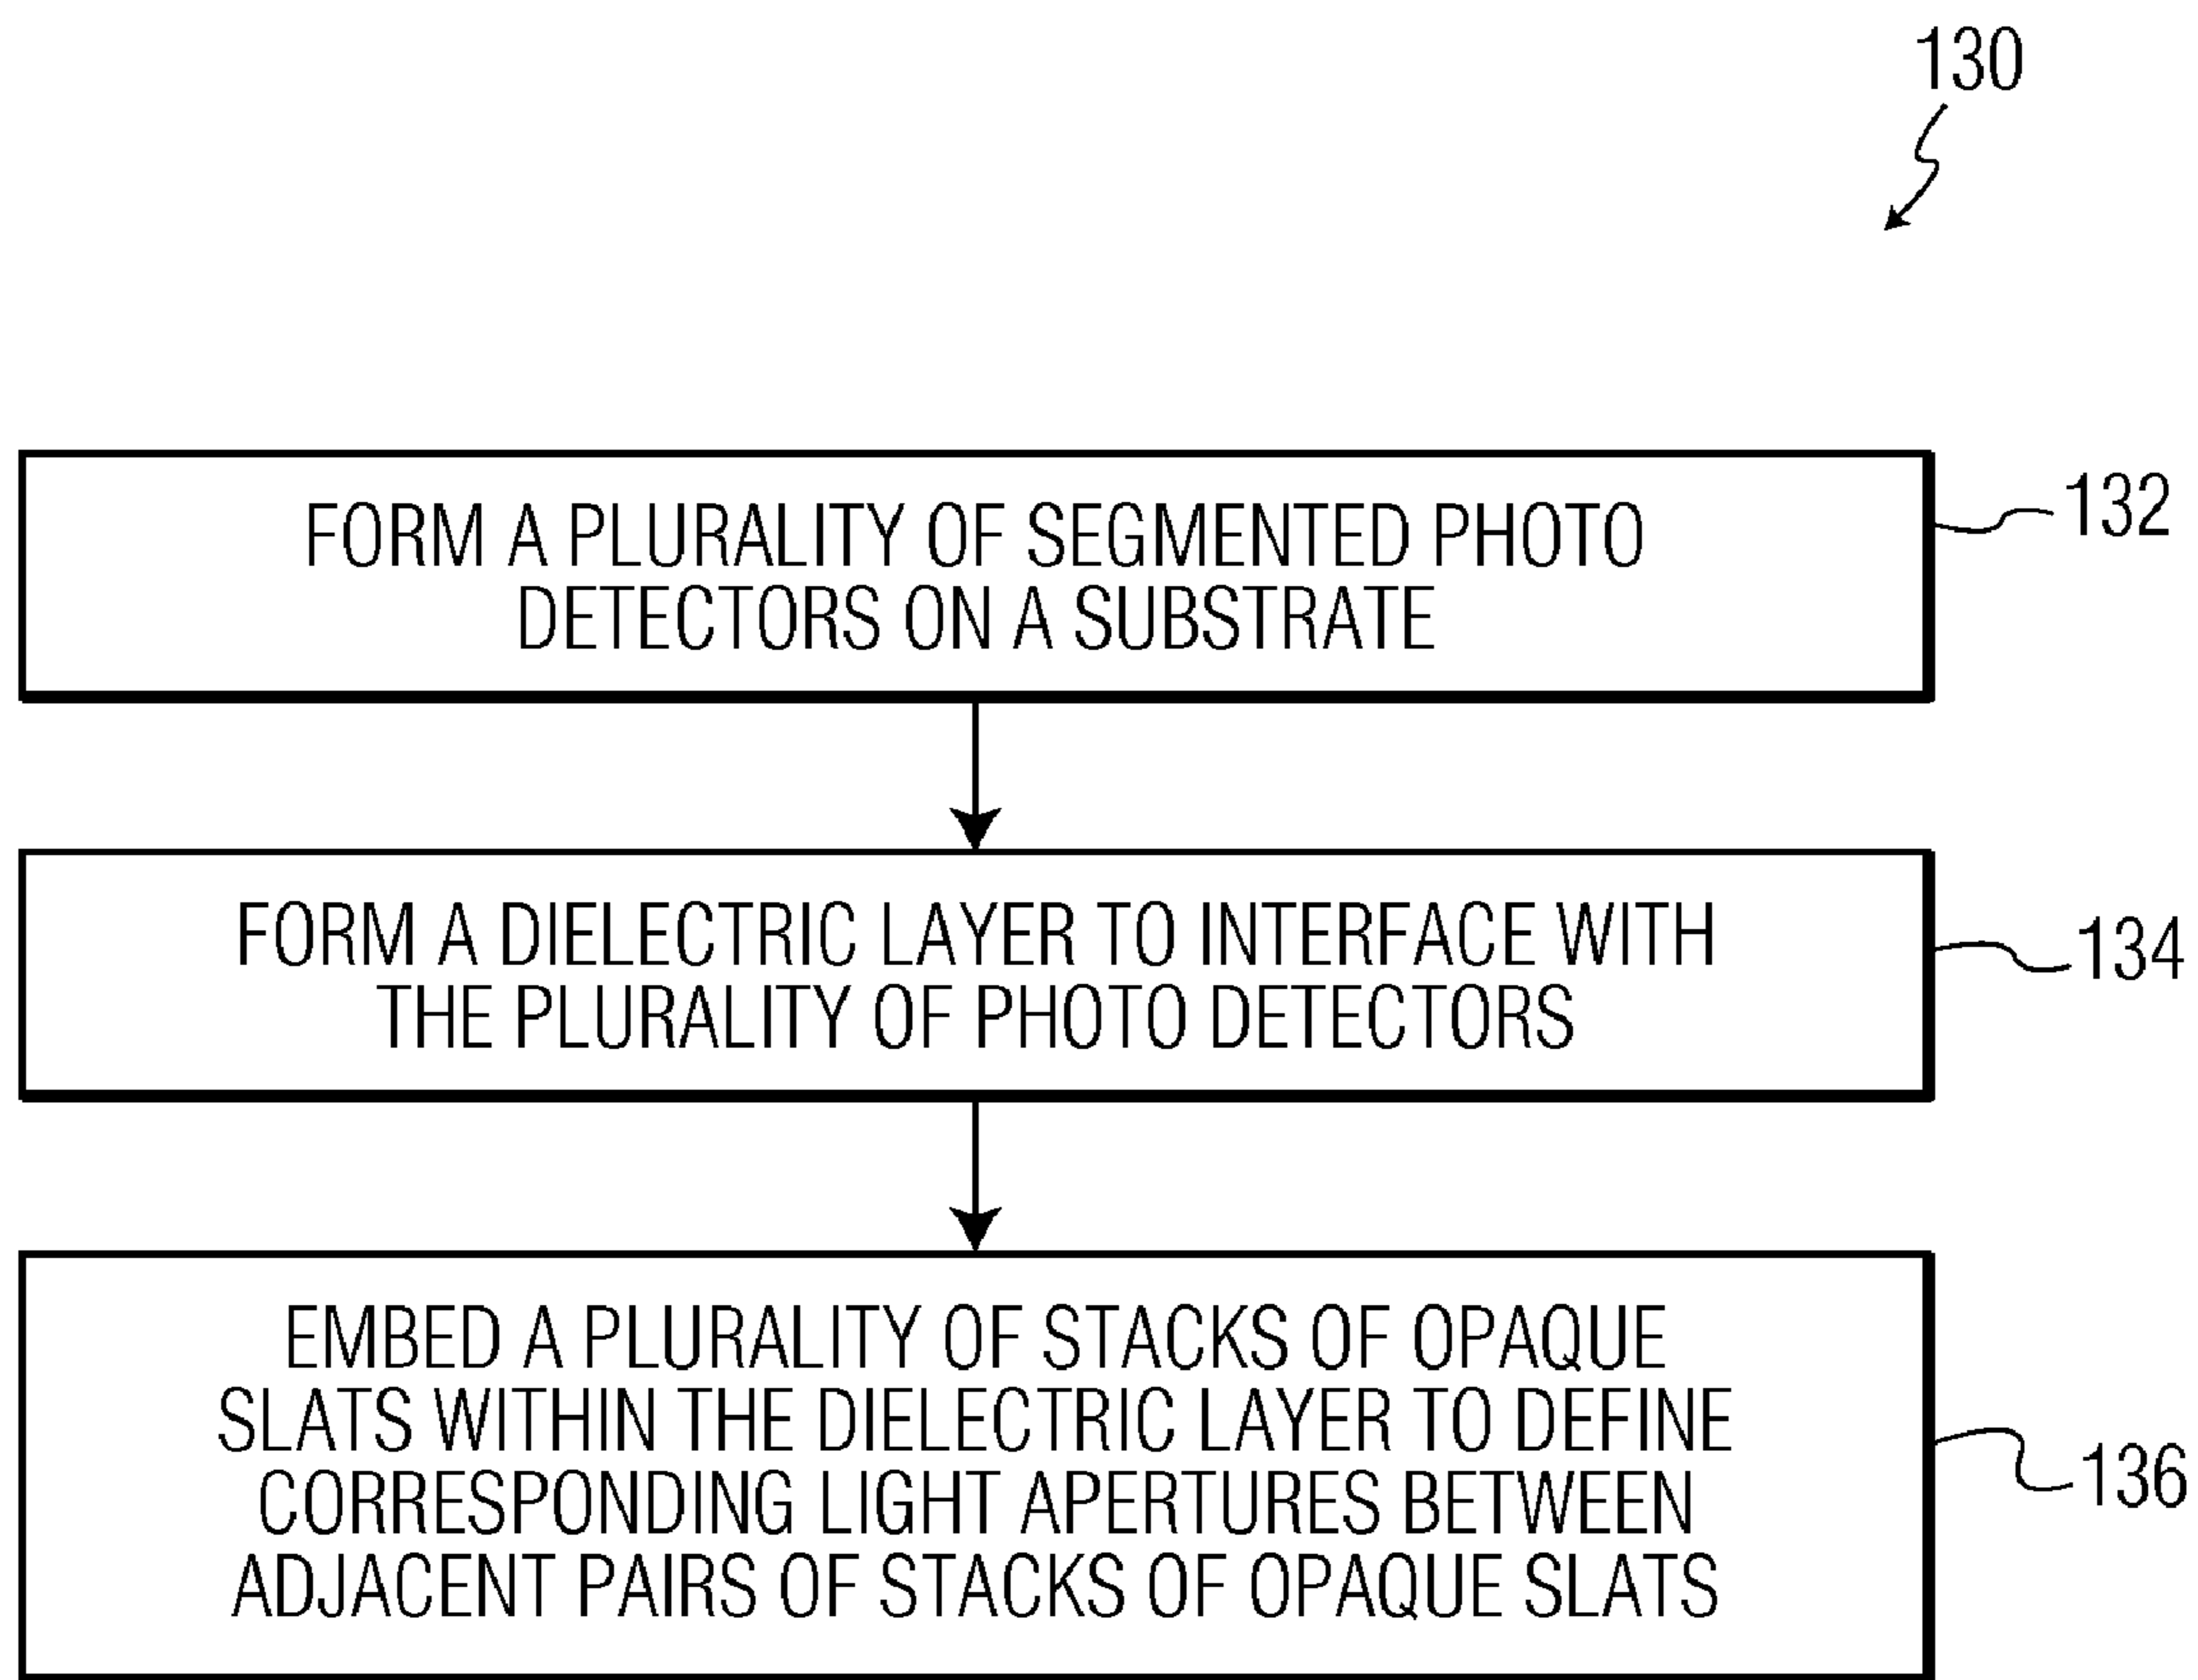 130
FORM A PLURALITY OF SEGMENTED PHOTO
DETECTORS ON A SUBSTRATE
132
FORM A DIELECTRIC LAYER TO INTERFACE WITH
THE PLURALITY OF PHOTO DETECTORS
134
EMBED A PLURALITY OF STACKS OF OPAQUE
SLATS WITHIN THE DIELECTRIC LAYER TO DEFINE
CORRESPONDING LIGHT APERTURES BETWEEN
ADJACENT PAIRS OF STACKS OF OPAQUE SLATS
136